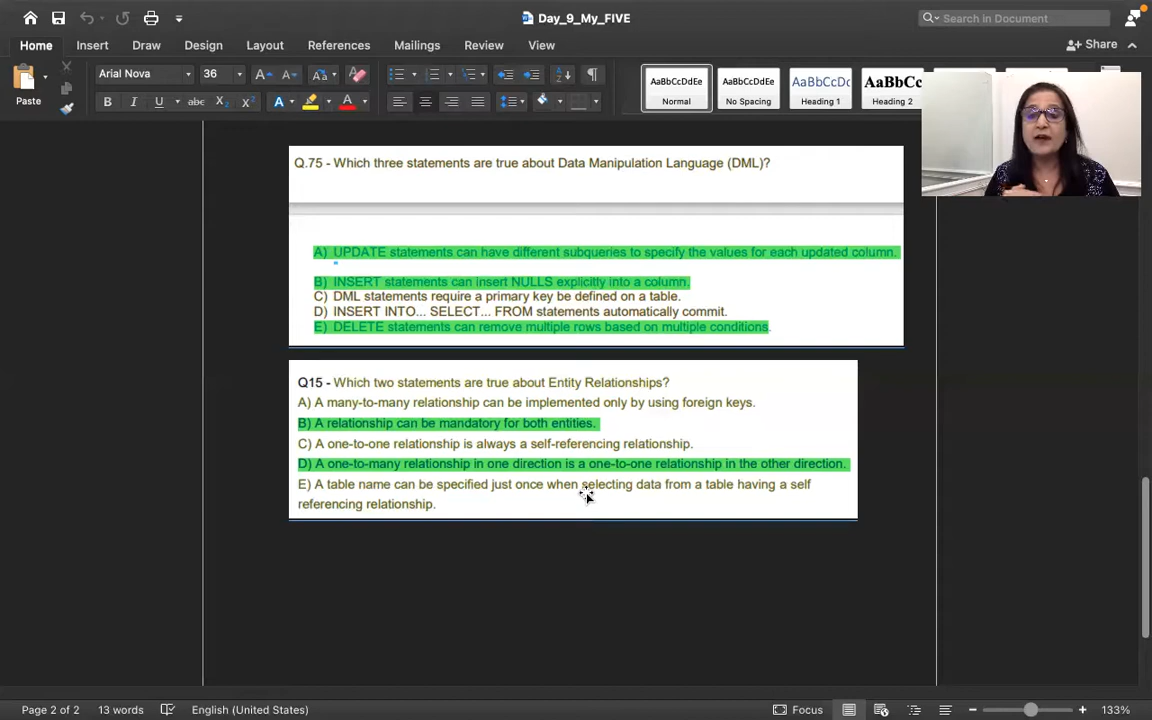 Day_9_My_FIVE
Search in Document
Home Insert Draw Design Layout References Mailings Review View
Share
Paste
Arial Nova 36
AaBbCcDdEe AaBbCcDdEe AaBbCcDc AaBbCcDd
Normal No Spacing Heading 1 Heading 2
Q.75 - Which three statements are true about Data Manipulation Language (DML)?
A) UPDATE statements can have different subqueries to specify the values for each updated column.
B) INSERT statements can insert NULLS explicitly into a column.
C) DML statements require a primary key be defined on a table.
D) INSERT INTO... SELECT... FROM statements automatically commit.
E) DELETE statements can remove multiple rows based on multiple conditions.
Q15 - Which two statements are true about Entity Relationships?
A) A many-to-many relationship can be implemented only by using foreign keys.
B) A relationship can be mandatory for both entities.
C) A one-to-one relationship is always a self-referencing relationship.
D) A one-to-many relationship in one direction is a one-to-one relationship in the other direction.
E) A table name can be specified just once when selecting data from a table having a self
referencing relationship.
Page 2 of 2 13 words English (United States) Focus 133%